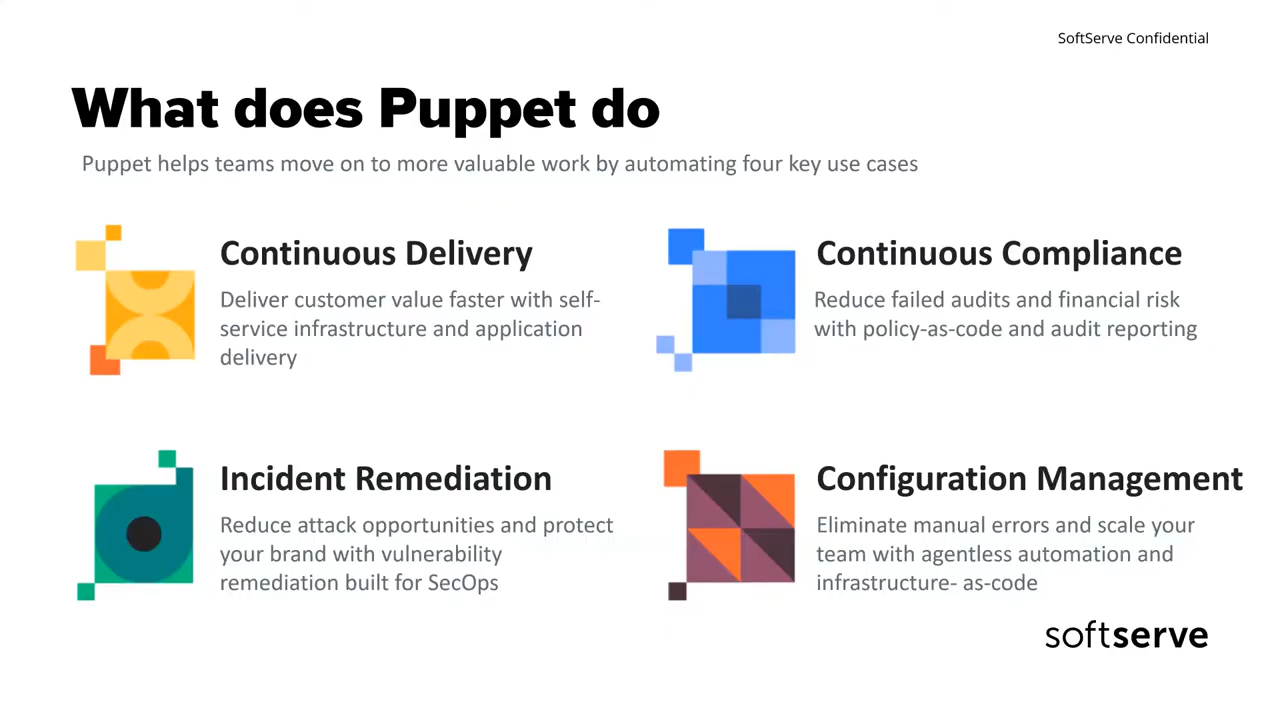 SoftServe Confidential
What does Puppet do
Puppet helps teams move on to more valuable work by automating four key use cases
Continuous Delivery
Deliver customer value faster with self-
service infrastructure and application
delivery
Continuous Compliance
Reduce failed audits and financial risk
with policy-as-code and audit reporting
Incident Remediation
Reduce attack opportunities and protect
your brand with vulnerability
remediation built for SecOps
Configuration Management
Eliminate manual errors and scale your
team with agentless automation and
infrastructure- as-code
softserve